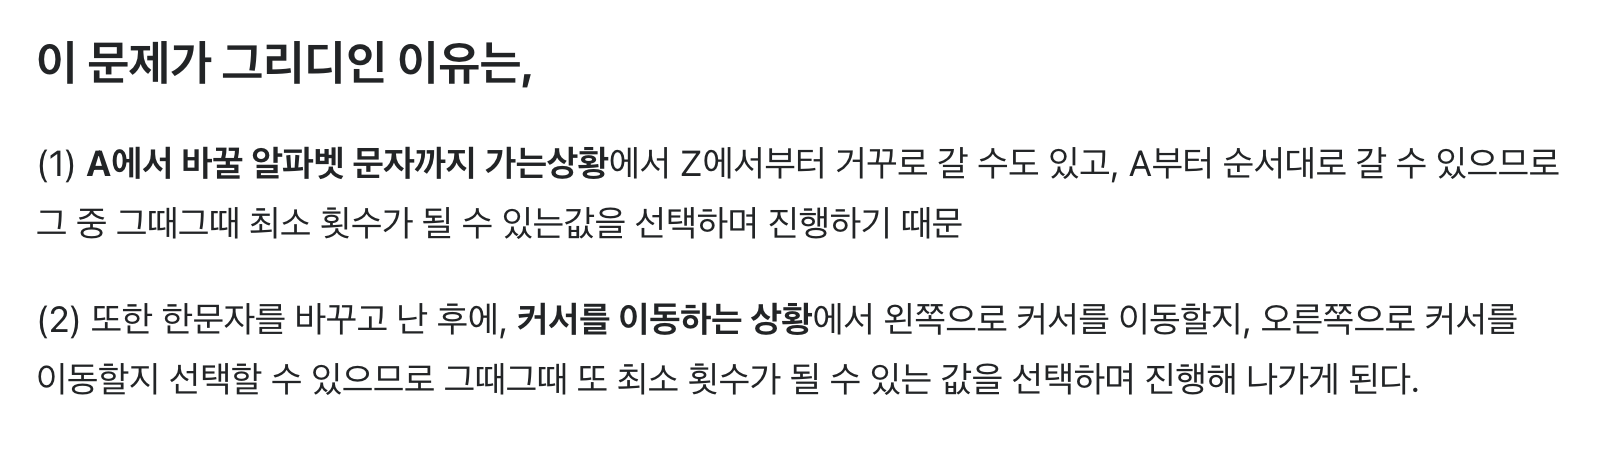 이 문제가 그리디인 이유는,
(1) A에서 바꿀 알파벳 문자까지 가는상황에서 Z에서부터 거꾸로 갈 수도 있고, A부터 순서대로 갈 수 있으므로
그 중 그때그때 최소 횟수가 될 수 있는값을 선택하며 진행하기 때문
(2) 또한 한문자를 바꾸고 난 후에, 커서를 이동하는 상황에서 왼쪽으로 커서를 이동할지, 오른쪽으로 커서를
이동할지 선택할 수 있으므로 그때그때 또 최소 횟수가 될 수 있는 값을 선택하며 진행해 나가게 된다.